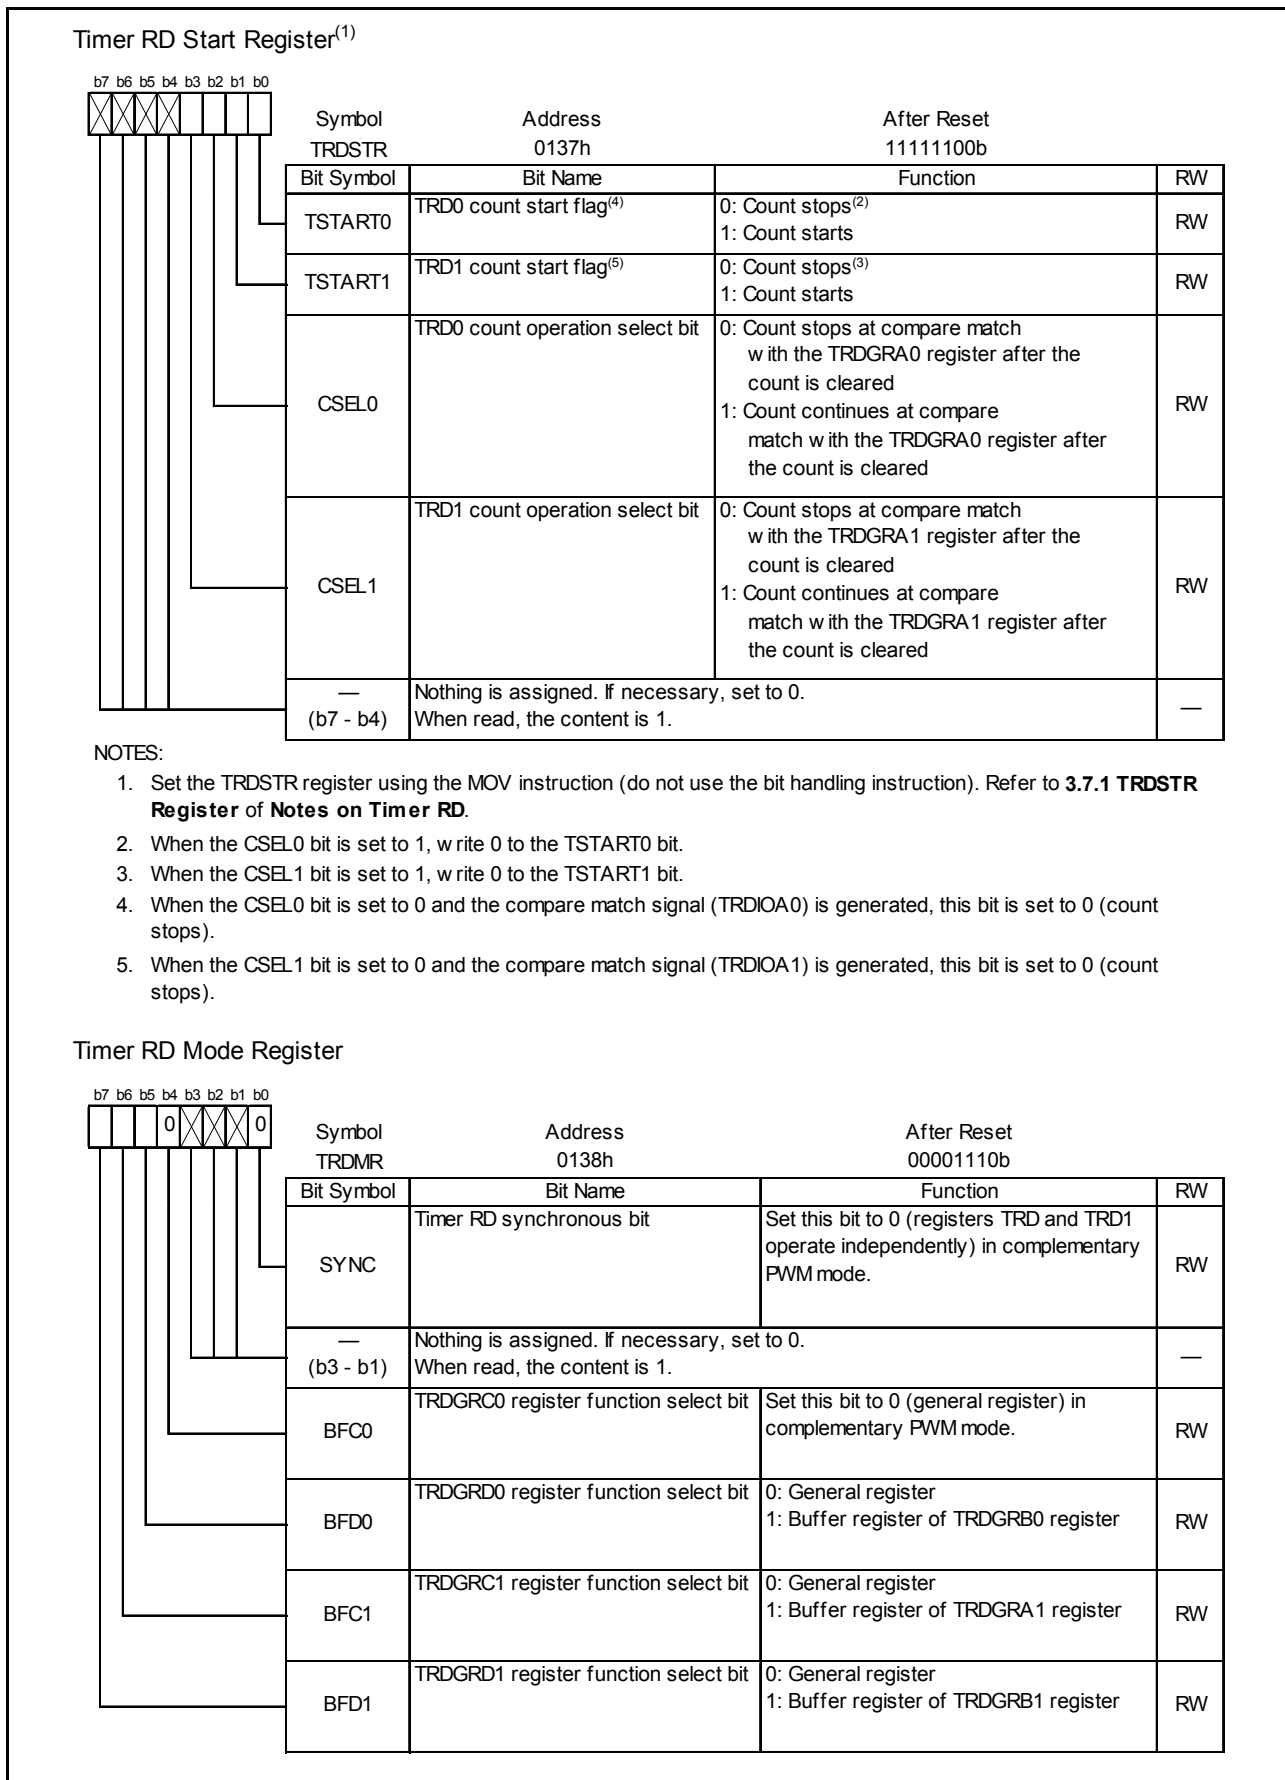 Timer RD Start Register(1)
b7 b6 b5 b4 b3 b2 b1 b0
Symbol Address After Reset
TRDSTR 0137h 11111100b
Bit Symbol Bit Name Function RW
TSTART0 TRD0 count start flag(4) 0: Count stops(2)
1: Count starts RW
TSTART1 TRD1 count start flag(5) 0: Count stops(3)
1: Count starts RW
CSEL0 TRD0 count operation select bit 0: Count stops at compare match
with the TRDGRA0 register after the
count is cleared
1: Count continues at compare
match with the TRDGRA0 register after
the count is cleared RW
CSEL1 TRD1 count operation select bit 0: Count stops at compare match
with the TRDGRA1 register after the
count is cleared
1: Count continues at compare
match with the TRDGRA1 register after
the count is cleared RW
— Nothing is assigned. If necessary, set to 0.
(b7 - b4) When read, the content is 1. —
NOTES:
1. Set the TRDSTR register using the MOV instruction (do not use the bit handling instruction). Refer to 3.7.1 TRDSTR
Register of Notes on Timer RD.
2. When the CSEL0 bit is set to 1, write 0 to the TSTART0 bit.
3. When the CSEL1 bit is set to 1, write 0 to the TSTART1 bit.
4. When the CSEL0 bit is set to 0 and the compare match signal (TRDIOA0) is generated, this bit is set to 0 (count
stops).
5. When the CSEL1 bit is set to 0 and the compare match signal (TRDIOA1) is generated, this bit is set to 0 (count
stops).
Timer RD Mode Register
b7 b6 b5 b4 b3 b2 b1 b0
0 0
Symbol Address After Reset
TRDMR 0138h 00001110b
Bit Symbol Bit Name Function RW
SYNC Timer RD synchronous bit Set this bit to 0 (registers TRD and TRD1
operate independently) in complementary
PWM mode. RW
— Nothing is assigned. If necessary, set to 0.
(b3 - b1) When read, the content is 1. —
BFC0 TRDGRC0 register function select bit Set this bit to 0 (general register) in
complementary PWM mode. RW
BFD0 TRDGRD0 register function select bit 0: General register
1: Buffer register of TRDGRB0 register RW
BFC1 TRDGRC1 register function select bit 0: General register
1: Buffer register of TRDGRA1 register RW
BFD1 TRDGRD1 register function select bit 0: General register
1: Buffer register of TRDGRB1 register RW